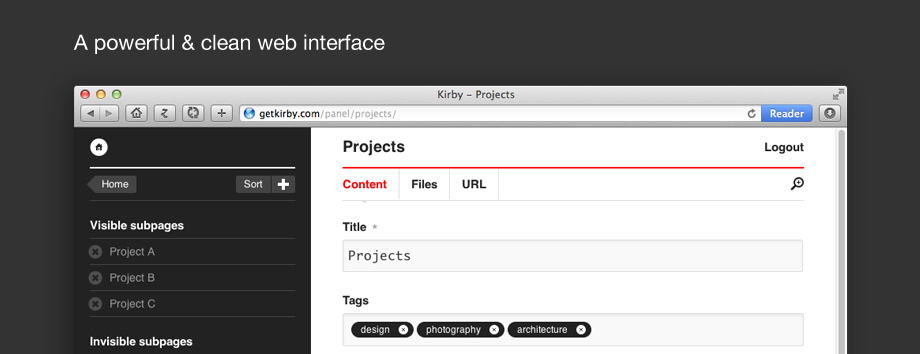 A powerful & clean web interface
Kirby – Projects
getkirby.com/panel/projects/
Reader
Projects
Logout
Home
Sort
Content
Files
URL
Visible subpages
Project A
Project B
Project C
Invisible subpages
Title *
Projects
Tags
design
photography
architecture